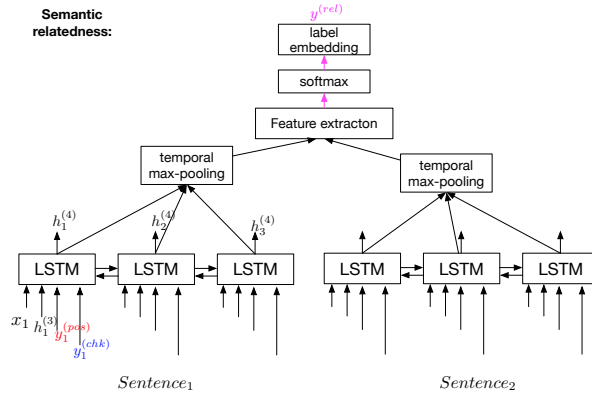 Semantic
relatedness:
y^{(rel)}
label
embedding
softmax
Feature extracton
temporal
max-pooling
temporal
max-pooling
h_1^{(4)}
h_2^{(4)}
h_3^{(4)}
LSTM LSTM LSTM LSTM LSTM LSTM
x_1
h_1^{(3)}
y_1^{(pos)}
y_1^{(chk)}
Sentence_1 Sentence_2